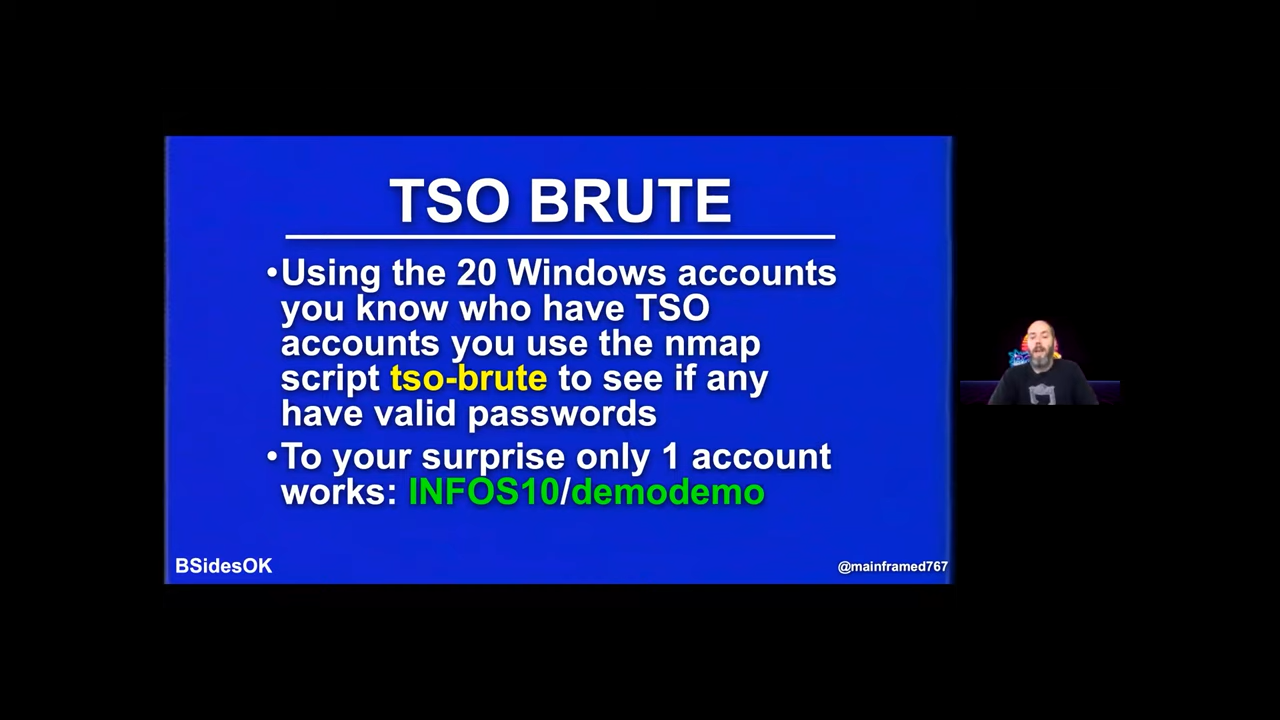 TSO BRUTE
•Using the 20 Windows accounts
you know who have TSO
accounts you use the nmap
script tso-brute to see if any
have valid passwords
•To your surprise only 1 account
works: INFOS10/demodemo
BSidesOK
@mainframed767